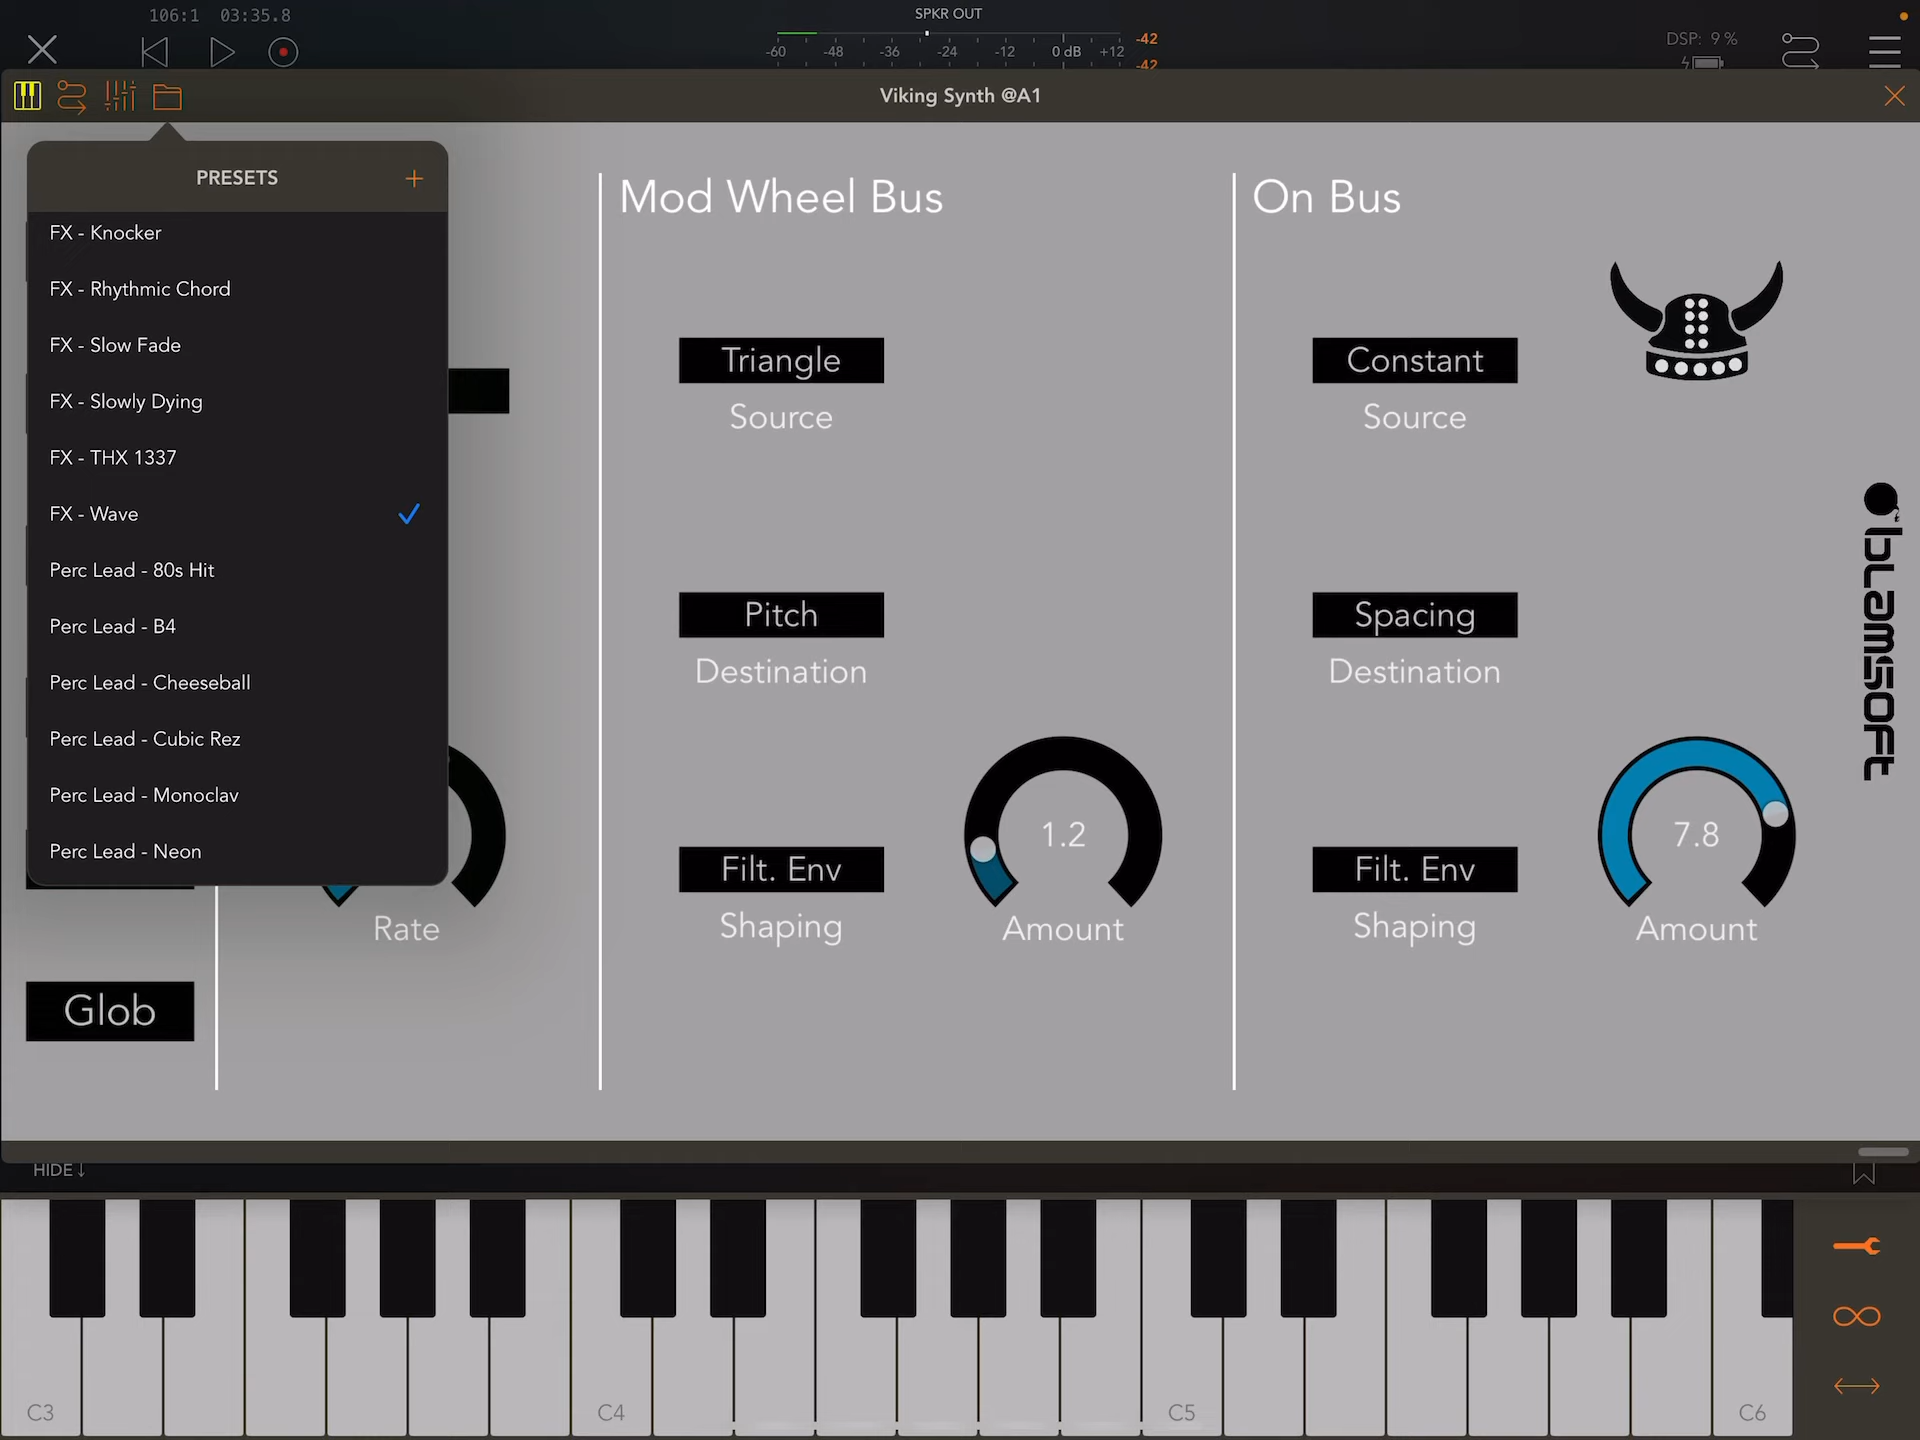 106:1 03:35.8
SPKR OUT
-60 -48 -36 -24 -12 0 dB +12
-42
-42
DSP: 9 %
Viking Synth @A1
PRESETS +
FX - Knocker
FX - Rhythmic Chord
FX - Slow Fade
FX - Slowly Dying
FX - THX 1337
FX - Wave
Perc Lead - 80s Hit
Perc Lead - B4
Perc Lead - Cheeseball
Perc Lead - Cubic Rez
Perc Lead - Monoclav
Perc Lead - Neon
Rate
Glob
Mod Wheel Bus
Triangle
Source
Pitch
Destination
Filt. Env
Shaping
1.2
Amount
On Bus
Constant
Source
Spacing
Destination
Filt. Env
Shaping
7.8
Amount
blamsoft
HIDE↓
C3 C4 C5 C6